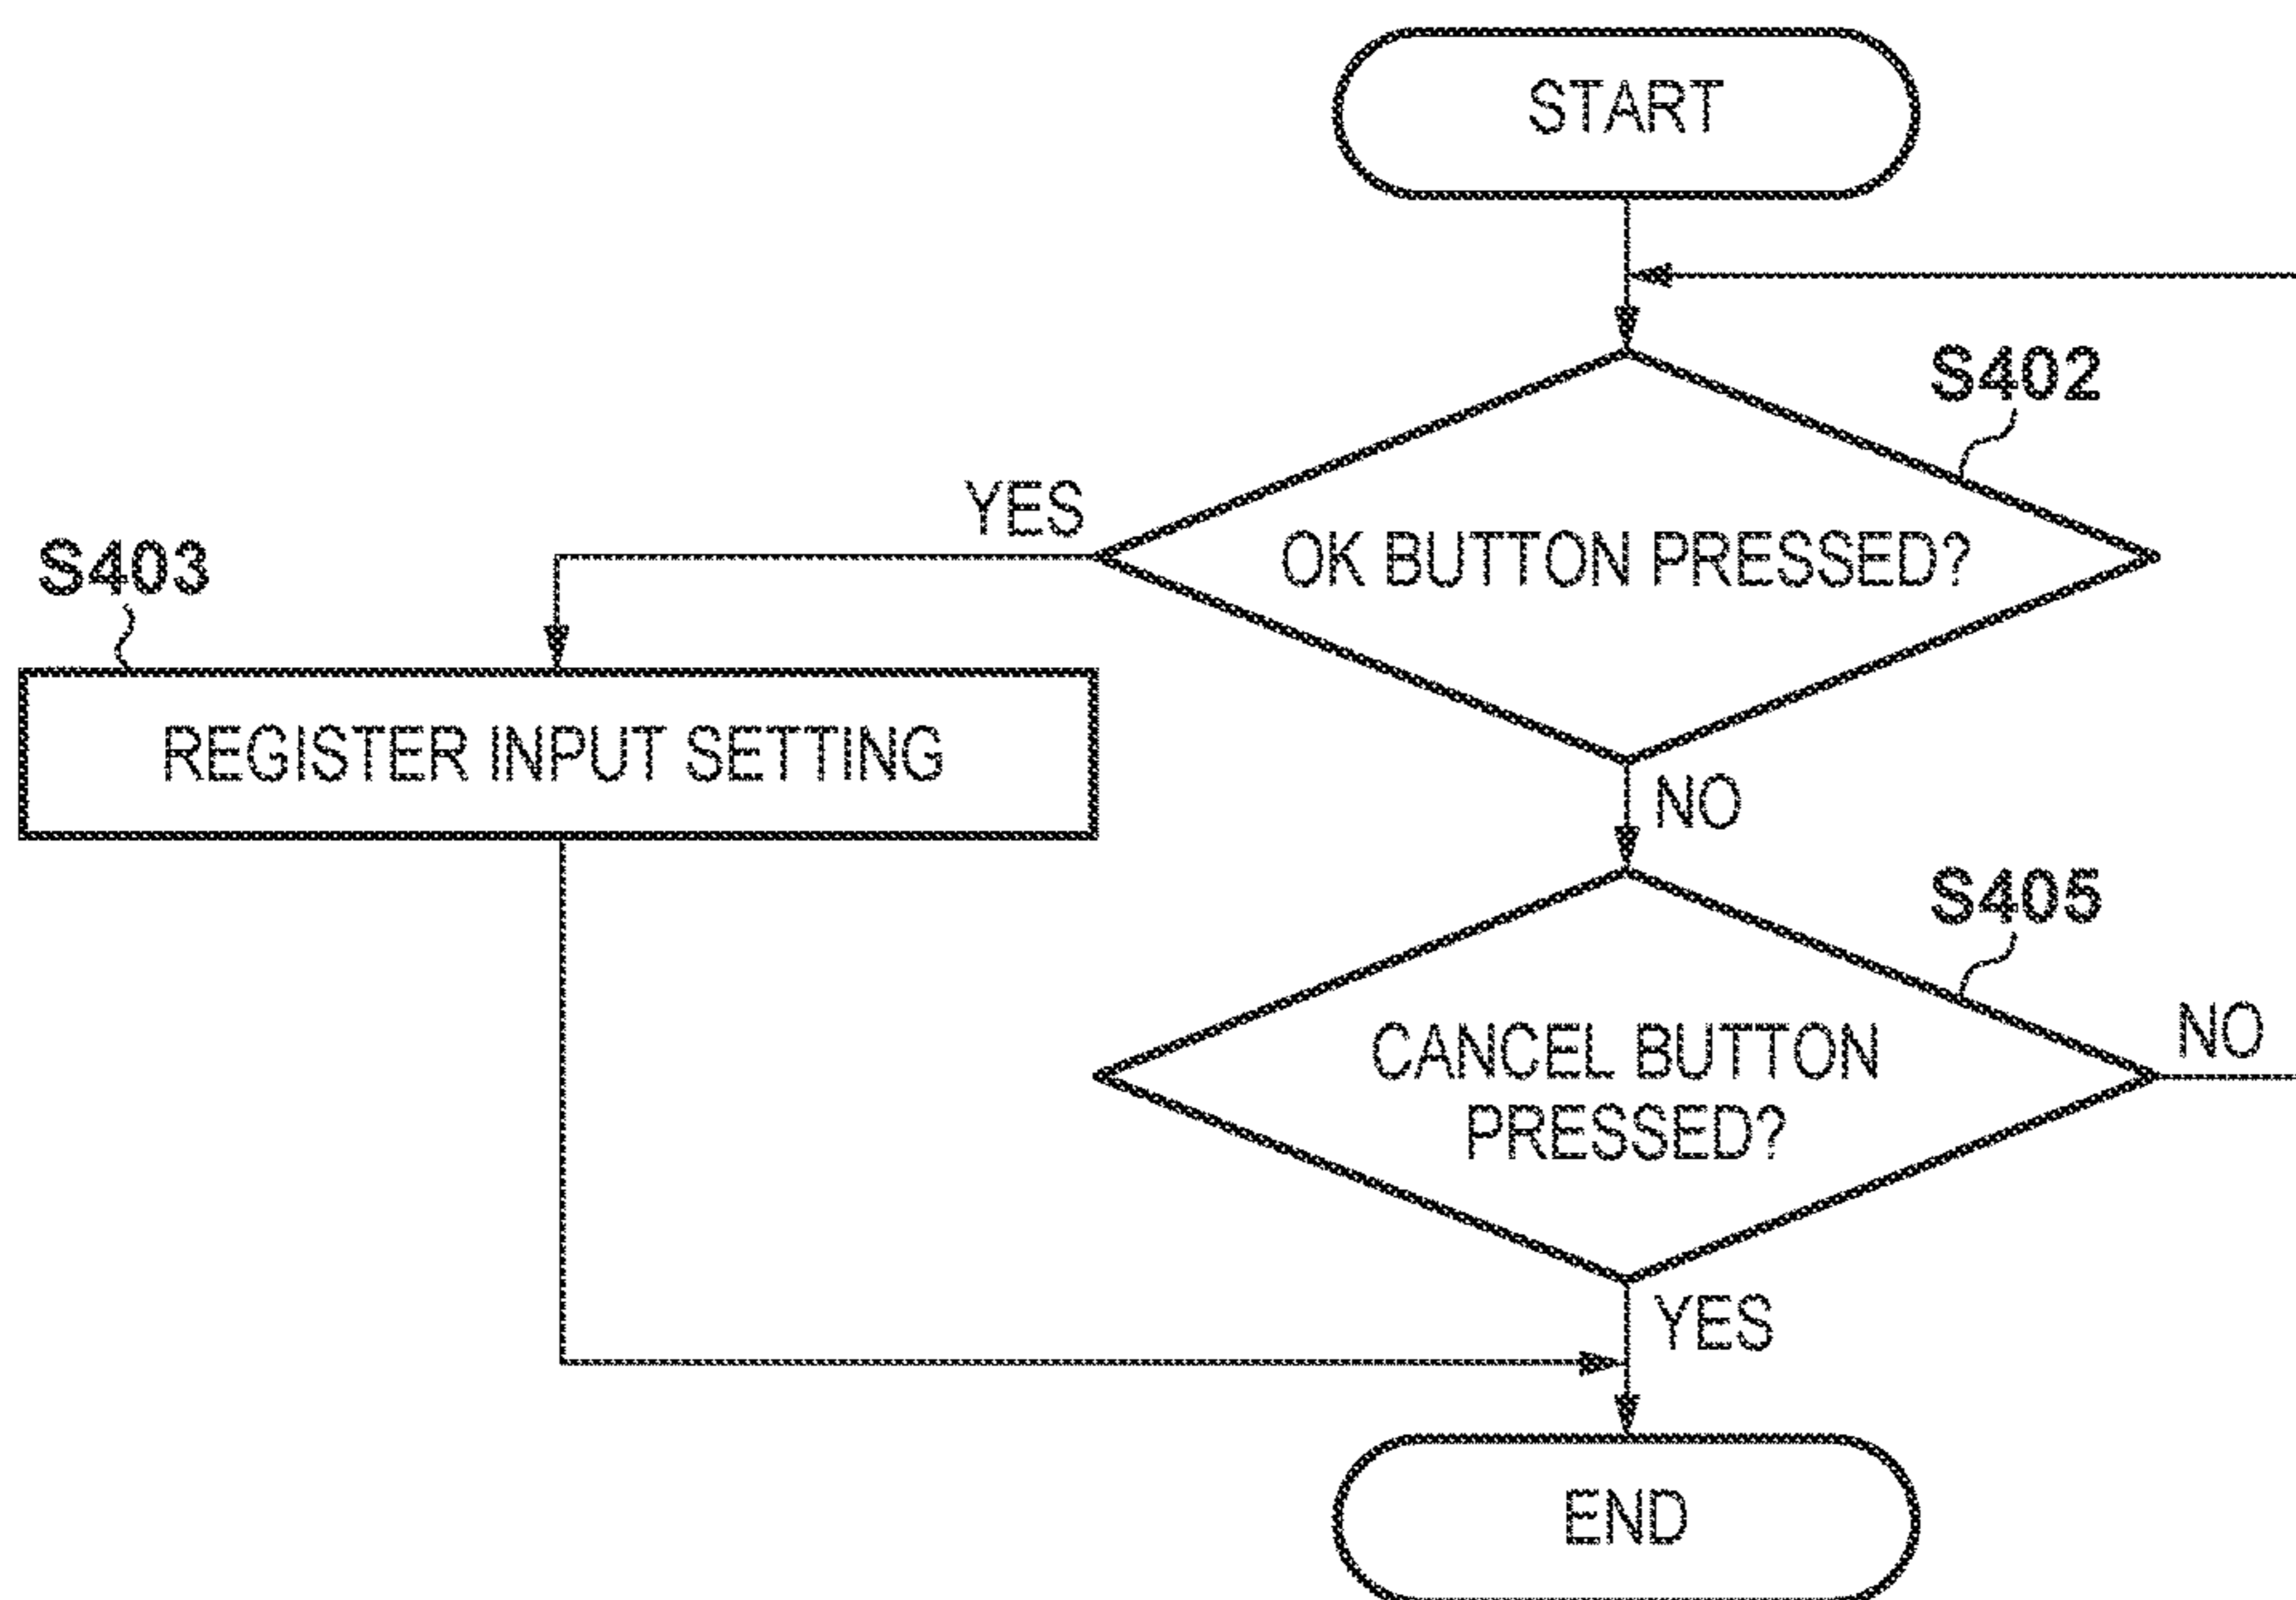 START
S402
YES
OK BUTTON PRESSED?
S403
REGISTER INPUT SETTING
NO
S405
NO
CANCEL BUTTON
PRESSED?
YES
END